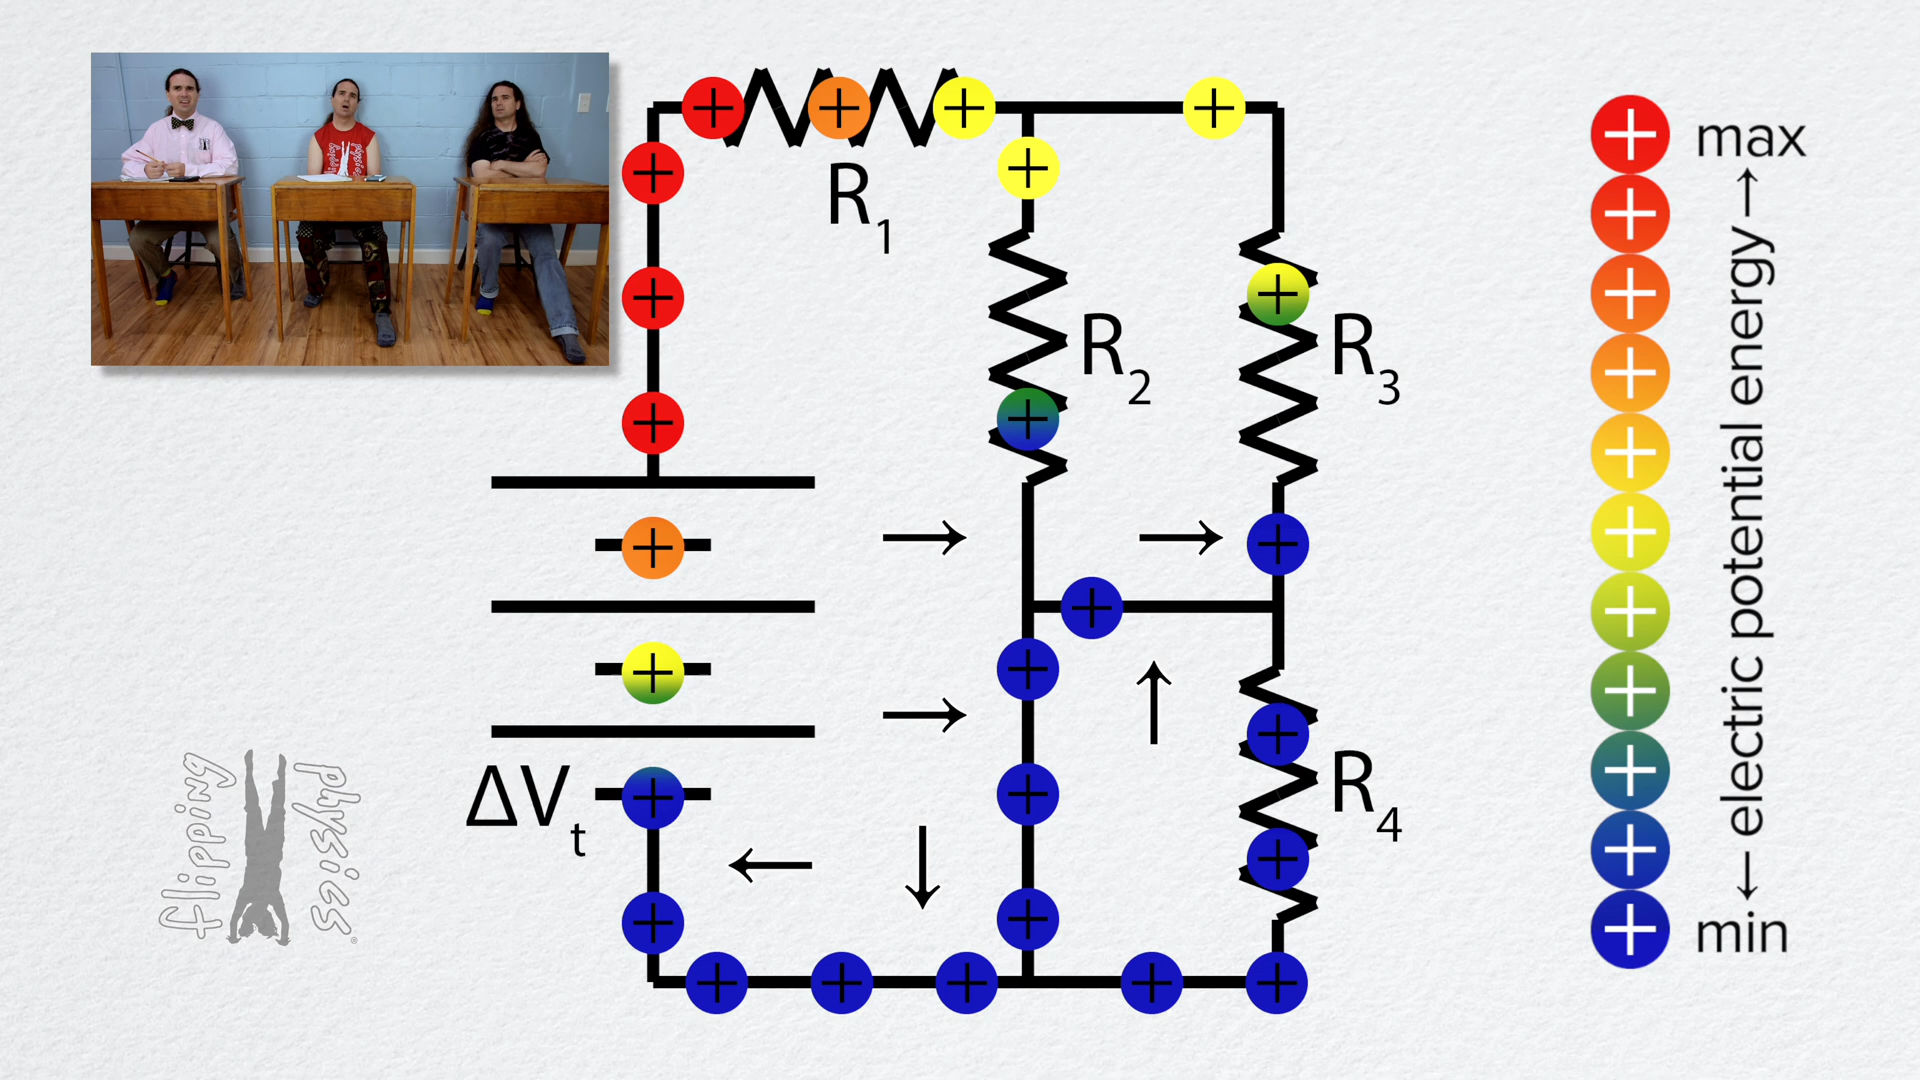 R1
R2
R3
ΔVt
R4
max
← electric potential energy →
min
flipping
physics®